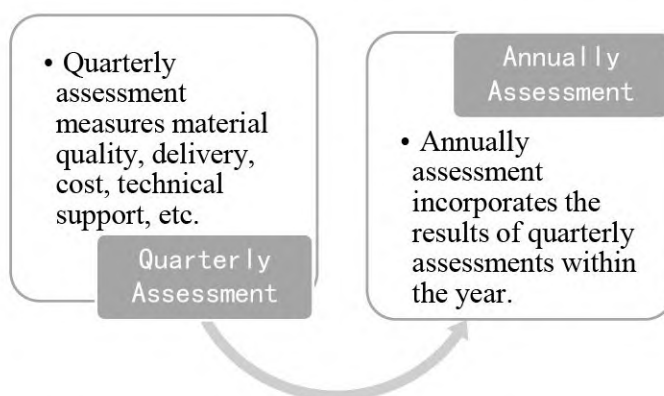 • Quarterly
assessment
measures material
quality, delivery,
cost, technical
support, etc.
Quarterly
Assessment
Annually
Assessment
• Annually
assessment
incorporates the
results of quarterly
assessments within
the year.